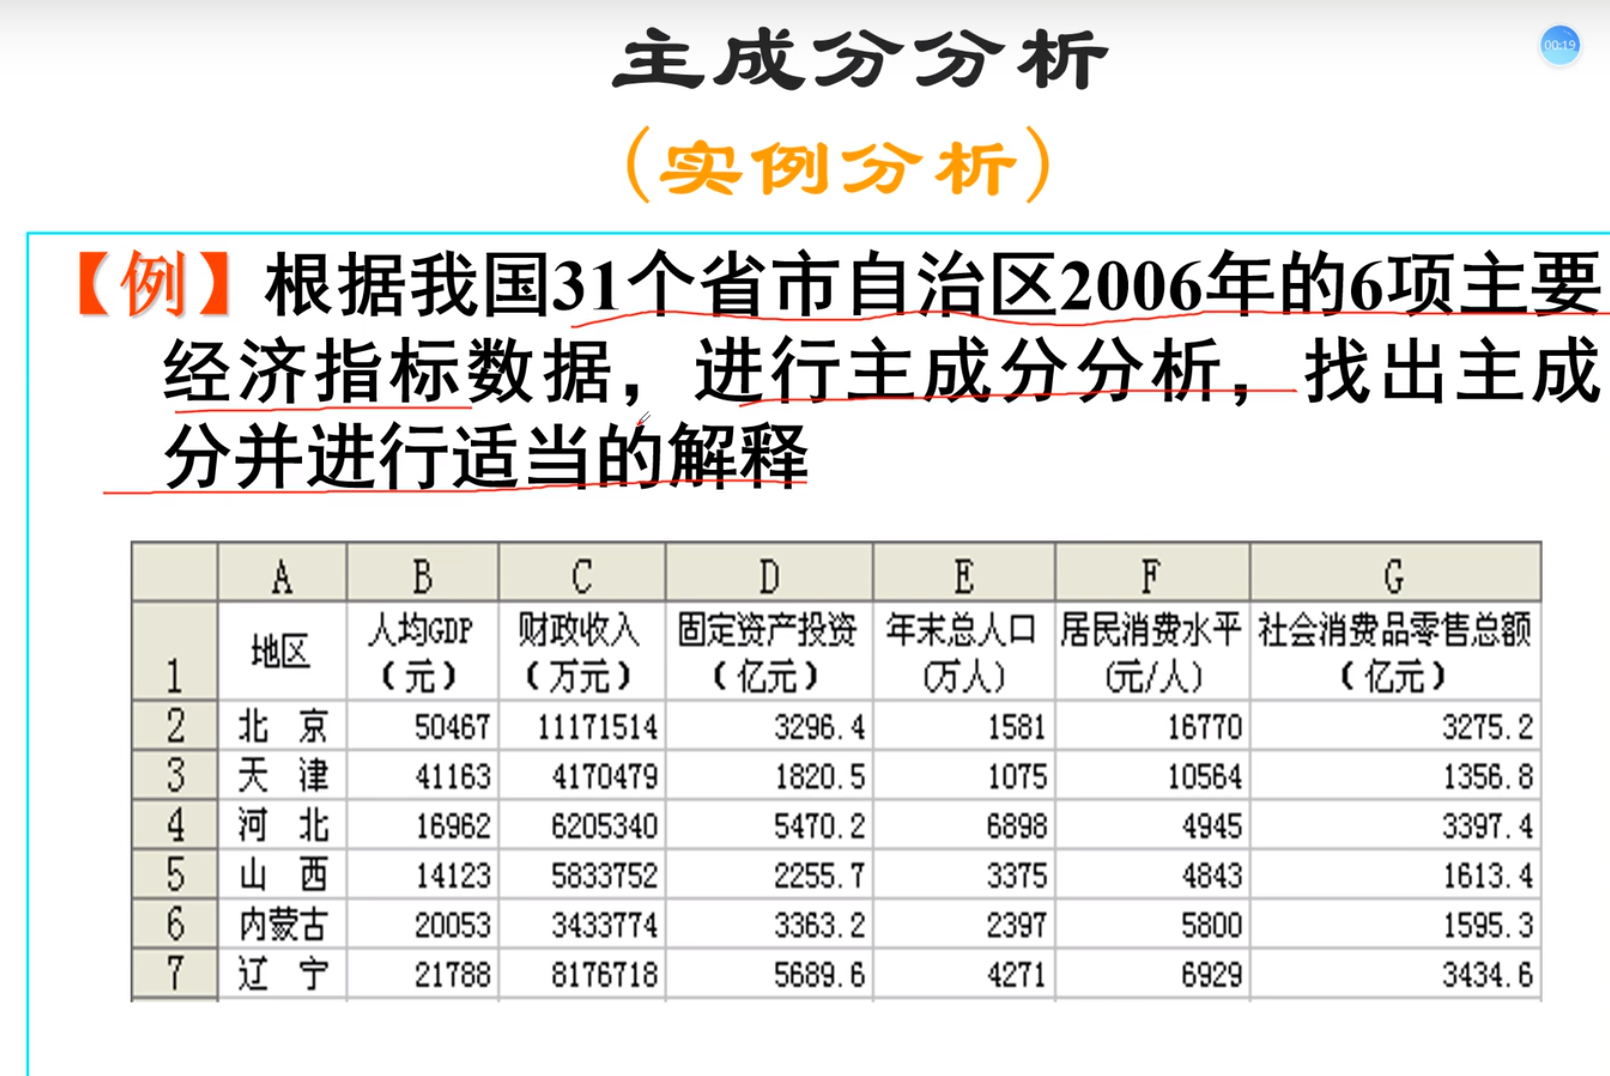 主成分分析
00:19
（实例分析）
【例】根据我国31个省市自治区2006年的6项主要
经济指标数据，进行主成分分析，找出主成
分并进行适当的解释
A B C D E F G
1 地区 人均GDP（元） 财政收入（万元） 固定资产投资（亿元） 年末总人口(万人) 居民消费水平(元/人) 社会消费品零售总额（亿元）
2 北 京 50467 11171514 3296.4 1581 16770 3275.2
3 天 津 41163 4170479 1820.5 1075 10564 1356.8
4 河 北 16962 6205340 5470.2 6898 4945 3397.4
5 山 西 14123 5833752 2255.7 3375 4843 1613.4
6 内蒙古 20053 3433774 3363.2 2397 5800 1595.3
7 辽 宁 21788 8176718 5689.6 4271 6929 3434.6